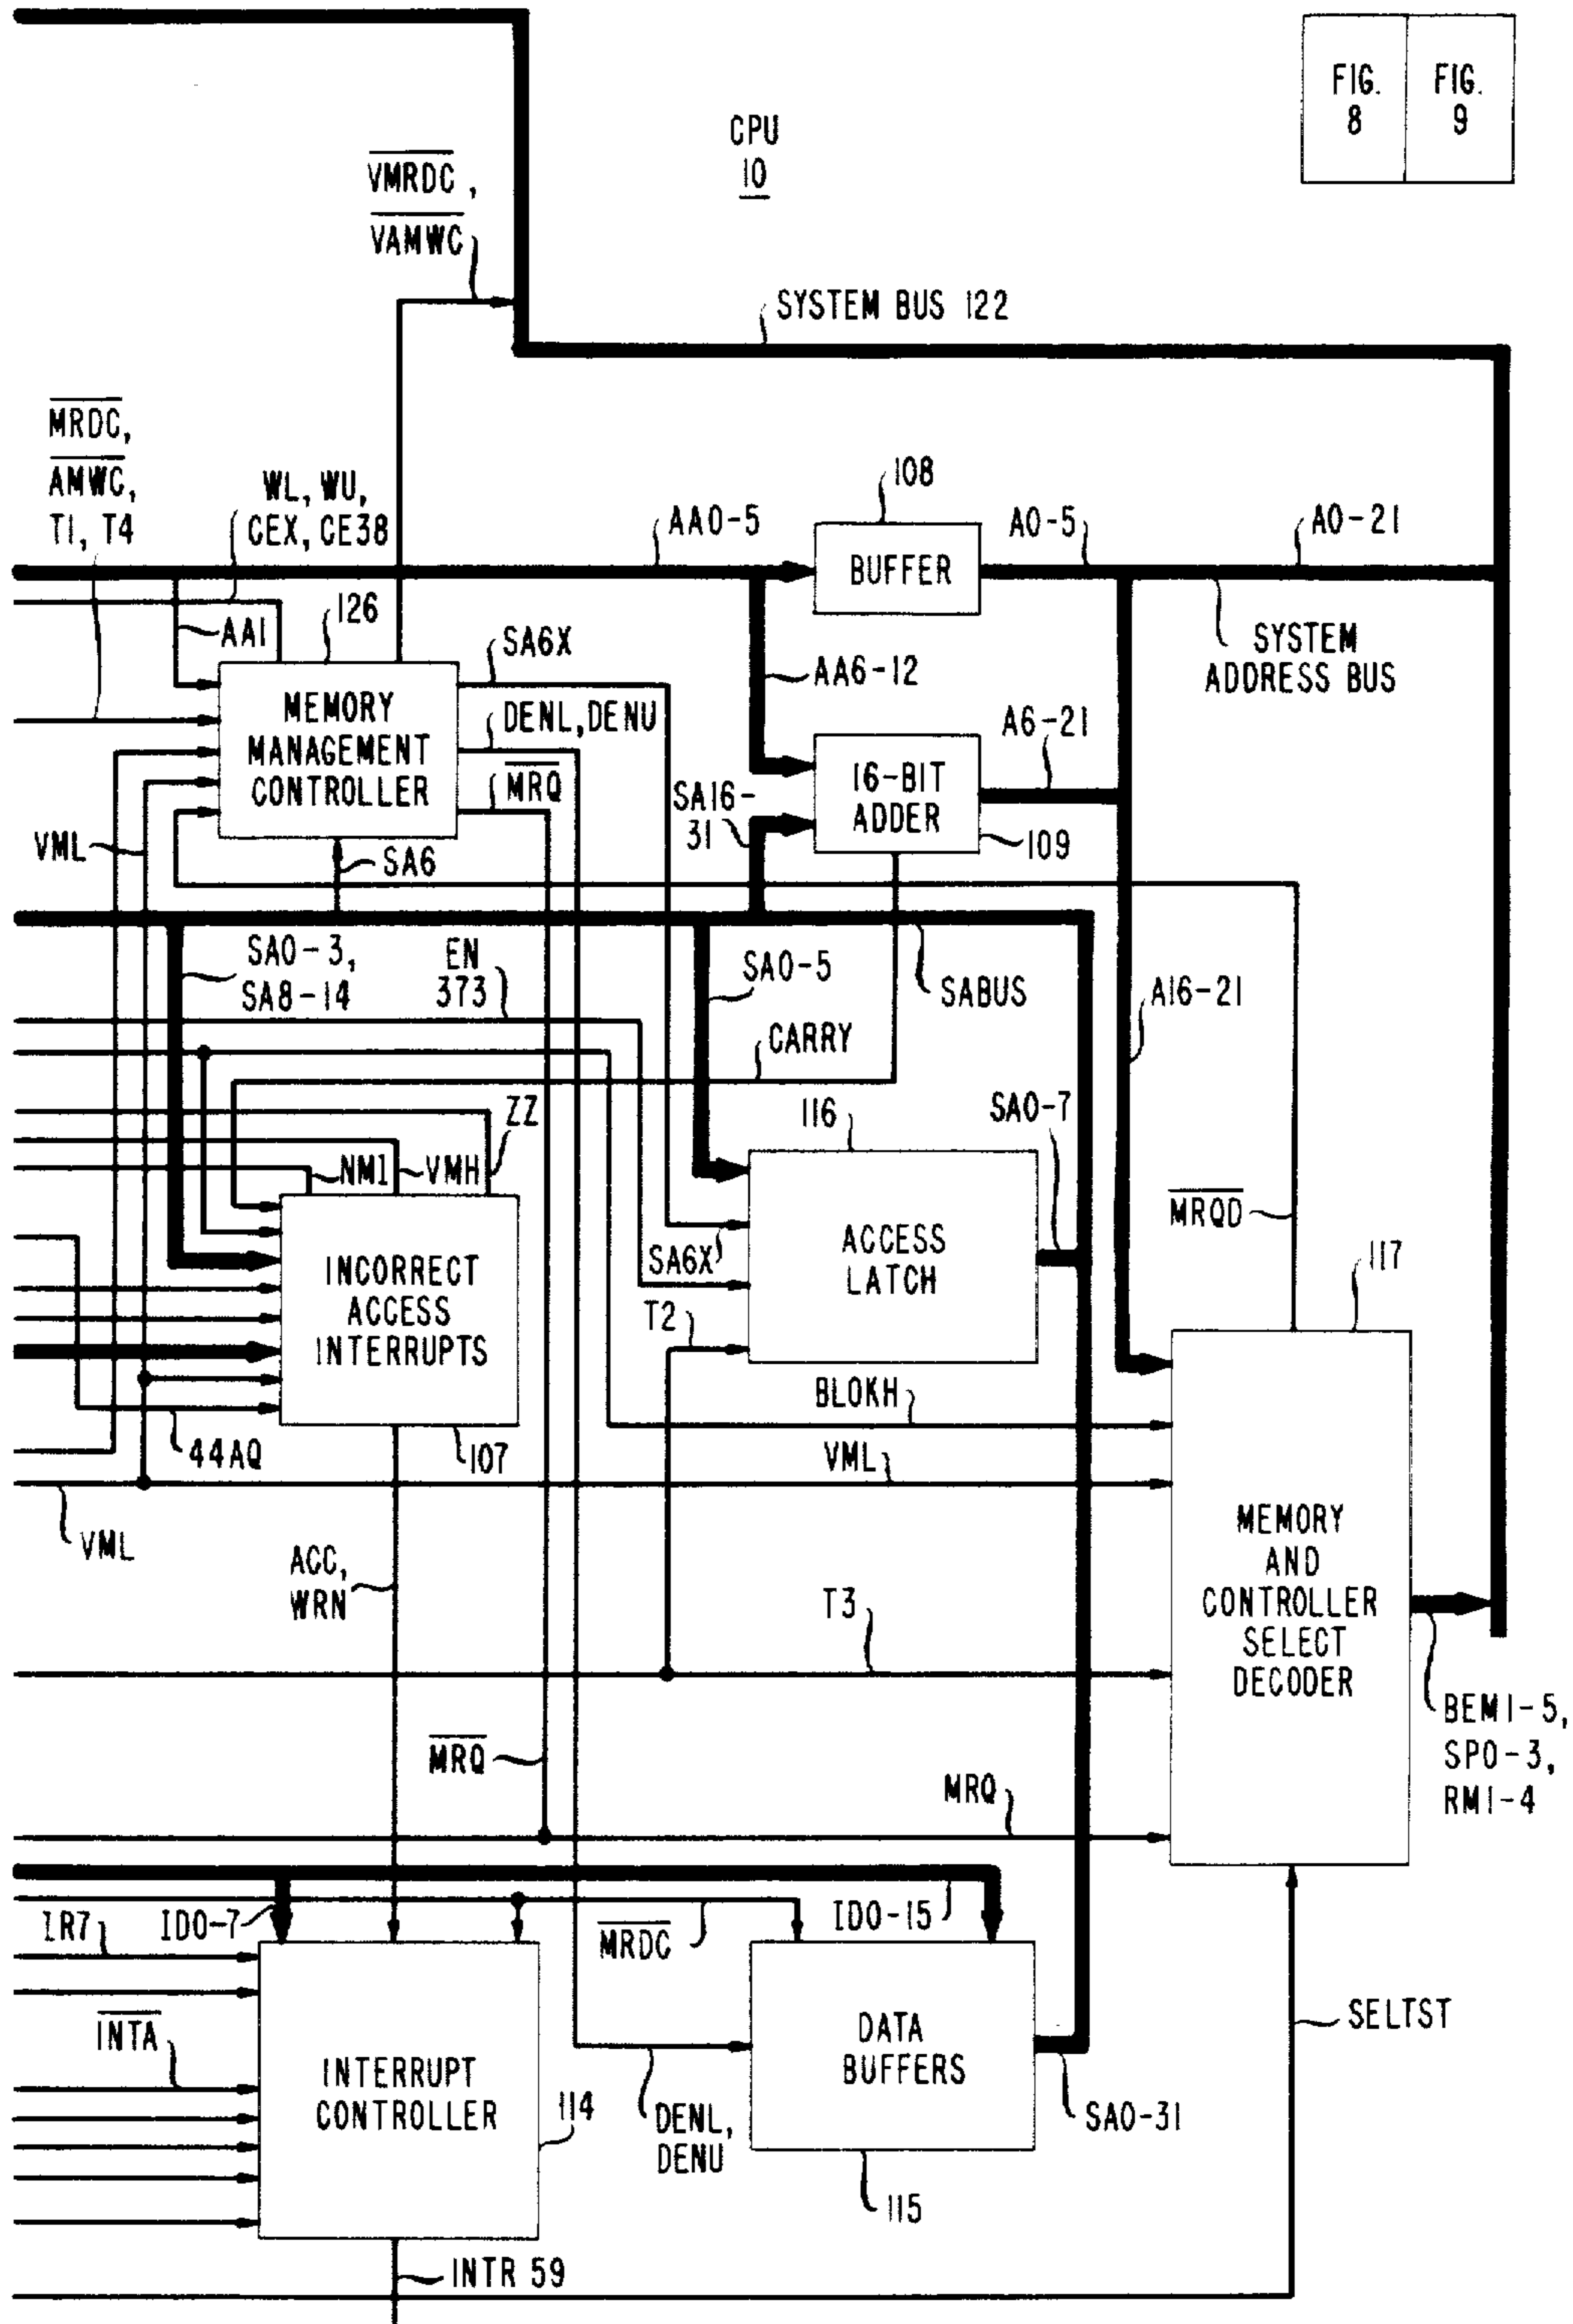 FIG.
8
FIG.
9
CPU
10
VMRDC,
VAMWC
SYSTEM BUS 122
MRDC,
AMWC,
T1, T4
WL, WU,
CEX, CE38
AA0-5
108
BUFFER
A0-5
A0-21
AA1
126
SA6X
AA6-12
SYSTEM
ADDRESS BUS
MEMORY
MANAGEMENT
CONTROLLER
DENL, DENU
MRQ
A6-21
SA16-
31
16-BIT
ADDER
109
VML
SA6
SA0-3,
SA8-14
EN
373
SA0-5
SABUS
A16-21
CARRY
ZZ
116
SA0-7
NMI
VMH
MRQD
INCORRECT
ACCESS
INTERRUPTS
SA6X
ACCESS
LATCH
117
T2
BLOKH
44AQ
107
VML
VML
MEMORY
AND
CONTROLLER
SELECT
DECODER
ACC,
WRN
T3
BEM1-5,
SP0-3,
RM1-4
MRQ
MRQ
IR7
ID0-7
MRDC
ID0-15
INTA
INTERRUPT
CONTROLLER
114
DATA
BUFFERS
SELTST
DENL,
DENU
SA0-31
115
INTR 59